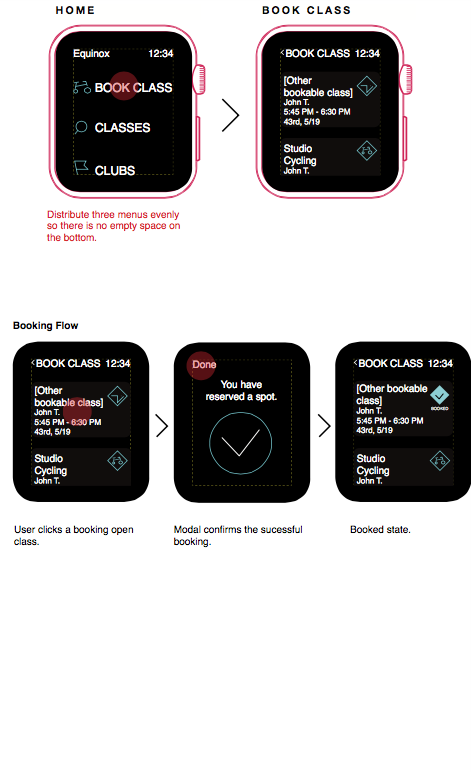 HOME
BOOK CLASS
Equinox 12:34
BOOK CLASS
CLASSES
CLUBS
‹BOOK CLASS 12:34
[Other
bookable class]
John T.
5:45 PM - 6:30 PM
43rd, 5/19
Studio
Cycling
John T.
Distribute three menus evenly
so there is no empty space on
the bottom.
Booking Flow
‹BOOK CLASS 12:34
[Other
bookable class]
John T.
5:45 PM - 6:30 PM
43rd, 5/19
Studio
Cycling
John T.
Done
You have
reserved a spot.
‹BOOK CLASS 12:34
[Other bookable
class]
John T.
5:45 PM - 6:30 PM
43rd, 5/19
BOOKED
Studio
Cycling
John T.
User clicks a booking open
class.
Modal confirms the sucessful
booking.
Booked state.